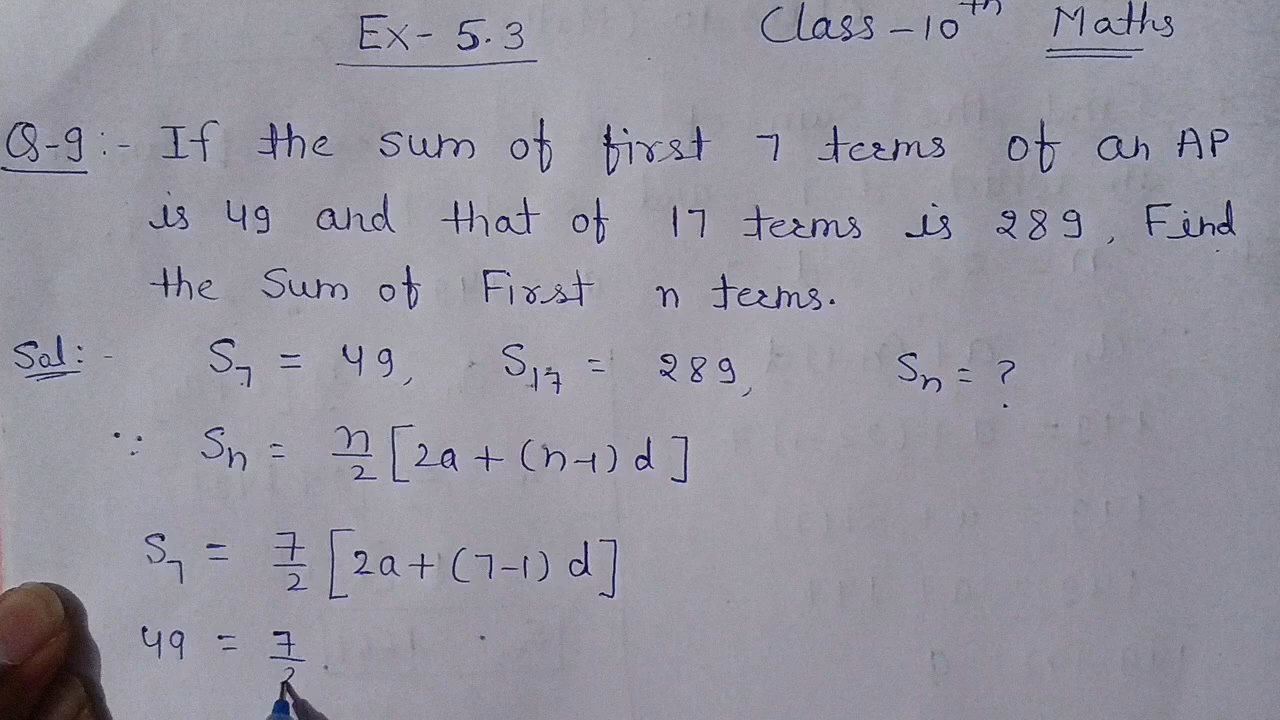 Ex- 5.3 Class-10th Maths
Q-9:- If the sum of first 7 terms of an AP
is 49 and that of 17 terms is 289, Find
the Sum of First n terms.
Sol:- S₇ = 49, S₁₇ = 289, Sₙ = ?
∵ Sₙ = n/2 [2a + (n-1) d]
S₇ = 7/2 [2a + (7-1) d]
49 = 7/2